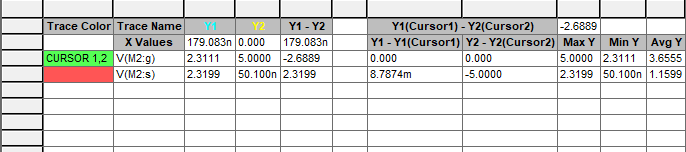 Trace Color Trace Name Y1 Y2 Y1 - Y2 Y1(Cursor1) - Y2(Cursor2) -2.6889
X Values 179.083n 0.000 179.083n Y1 - Y1(Cursor1) Y2 - Y2(Cursor2) Max Y Min Y Avg Y
CURSOR 1,2 V(M2:g) 2.3111 5.0000 -2.6889 0.000 0.000 5.0000 2.3111 3.6555
V(M2:s) 2.3199 50.100n 2.3199 8.7874m -5.0000 2.3199 50.100n 1.1599